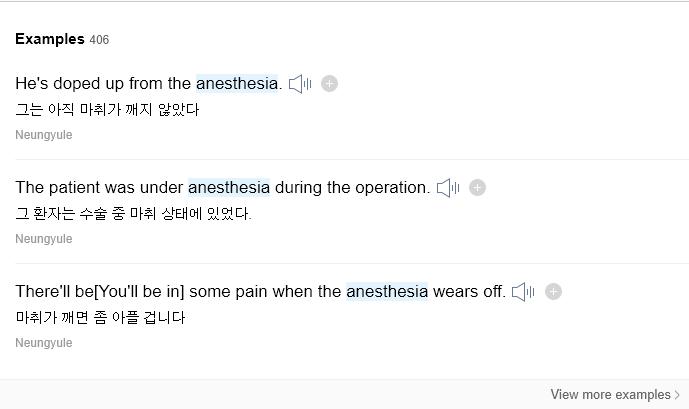 Examples 406
He's doped up from the anesthesia.
그는 아직 마취가 깨지 않았다
Neungyule
The patient was under anesthesia during the operation.
그 환자는 수술 중 마취 상태에 있었다.
Neungyule
There'll be[You'll be in] some pain when the anesthesia wears off.
마취가 깨면 좀 아플 겁니다
Neungyule
View more examples